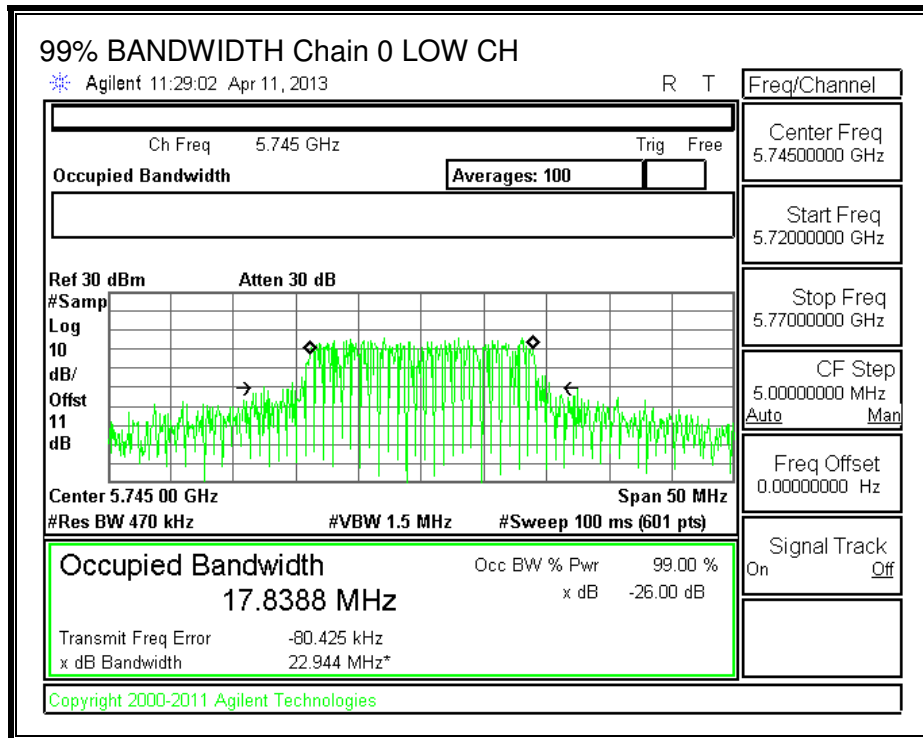 99% BANDWIDTH Chain 0 LOW CH
Agilent 11:29:02 Apr 11, 2013 R T
Ch Freq 5.745 GHz Trig Free
Occupied Bandwidth Averages: 100
Ref 30 dBm Atten 30 dB
#Samp
Log
10
dB/
Offst
11
dB
Center 5.745 00 GHz Span 50 MHz
#Res BW 470 kHz #VBW 1.5 MHz #Sweep 100 ms (601 pts)
Occupied Bandwidth Occ BW % Pwr 99.00 %
17.8388 MHz x dB -26.00 dB
Transmit Freq Error -80.425 kHz
x dB Bandwidth 22.944 MHz*
Copyright 2000-2011 Agilent Technologies
Freq/Channel
Center Freq
5.74500000 GHz
Start Freq
5.72000000 GHz
Stop Freq
5.77000000 GHz
CF Step
5.00000000 MHz
Auto Man
Freq Offset
0.00000000 Hz
Signal Track
On Off